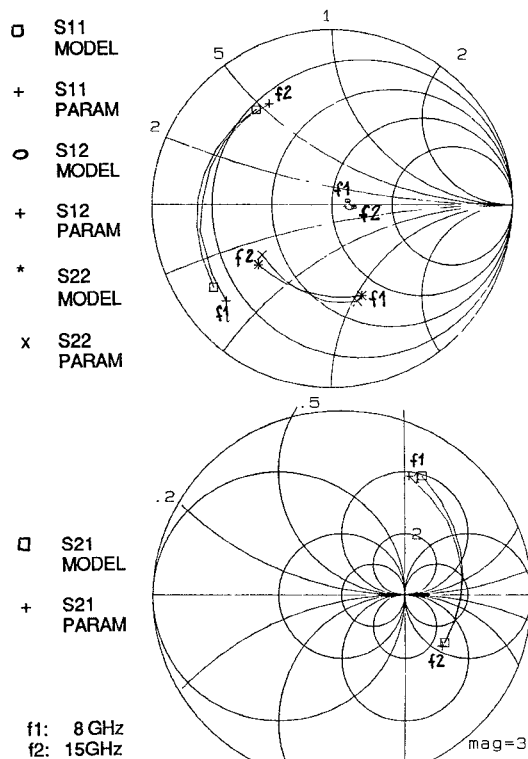 S11
MODEL
+ S11
PARAM
S12
MODEL
+ S12
PARAM
* S22
MODEL
x S22
PARAM
1
5
2
2
f2
f1
f2
f2
f1
f1
.5
.2
f1
2
f2
S21
MODEL
+ S21
PARAM
f1: 8 GHz
f2: 15GHz
mag=3